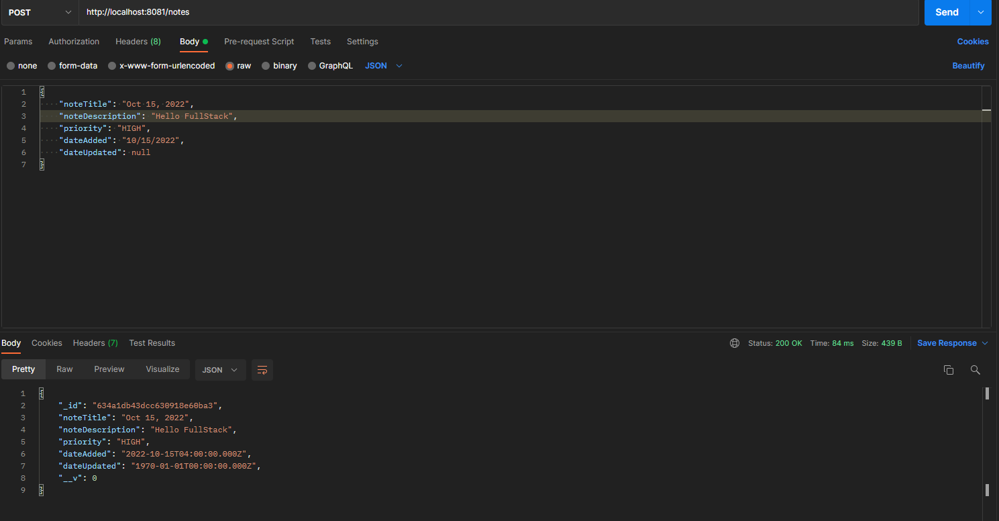 POST http://localhost:8081/notes Send
Params Authorization Headers (8) Body Pre-request Script Tests Settings Cookies
none form-data x-www-form-urlencoded raw binary GraphQL JSON Beautify
1 {
2 "noteTitle": "Oct 15, 2022",
3 "noteDescription": "Hello FullStack",
4 "priority": "HIGH",
5 "dateAdded": "10/15/2022",
6 "dateUpdated": null
7 }
Body Cookies Headers (7) Test Results Status: 200 OK Time: 84 ms Size: 439 B Save Response
Pretty Raw Preview Visualize JSON
1 {
2 "_id": "634a1db43dcc630918e60ba3",
3 "noteTitle": "Oct 15, 2022",
4 "noteDescription": "Hello FullStack",
5 "priority": "HIGH",
6 "dateAdded": "2022-10-15T04:00:00.000Z",
7 "dateUpdated": "1970-01-01T00:00:00.000Z",
8 "__v": 0
9 }